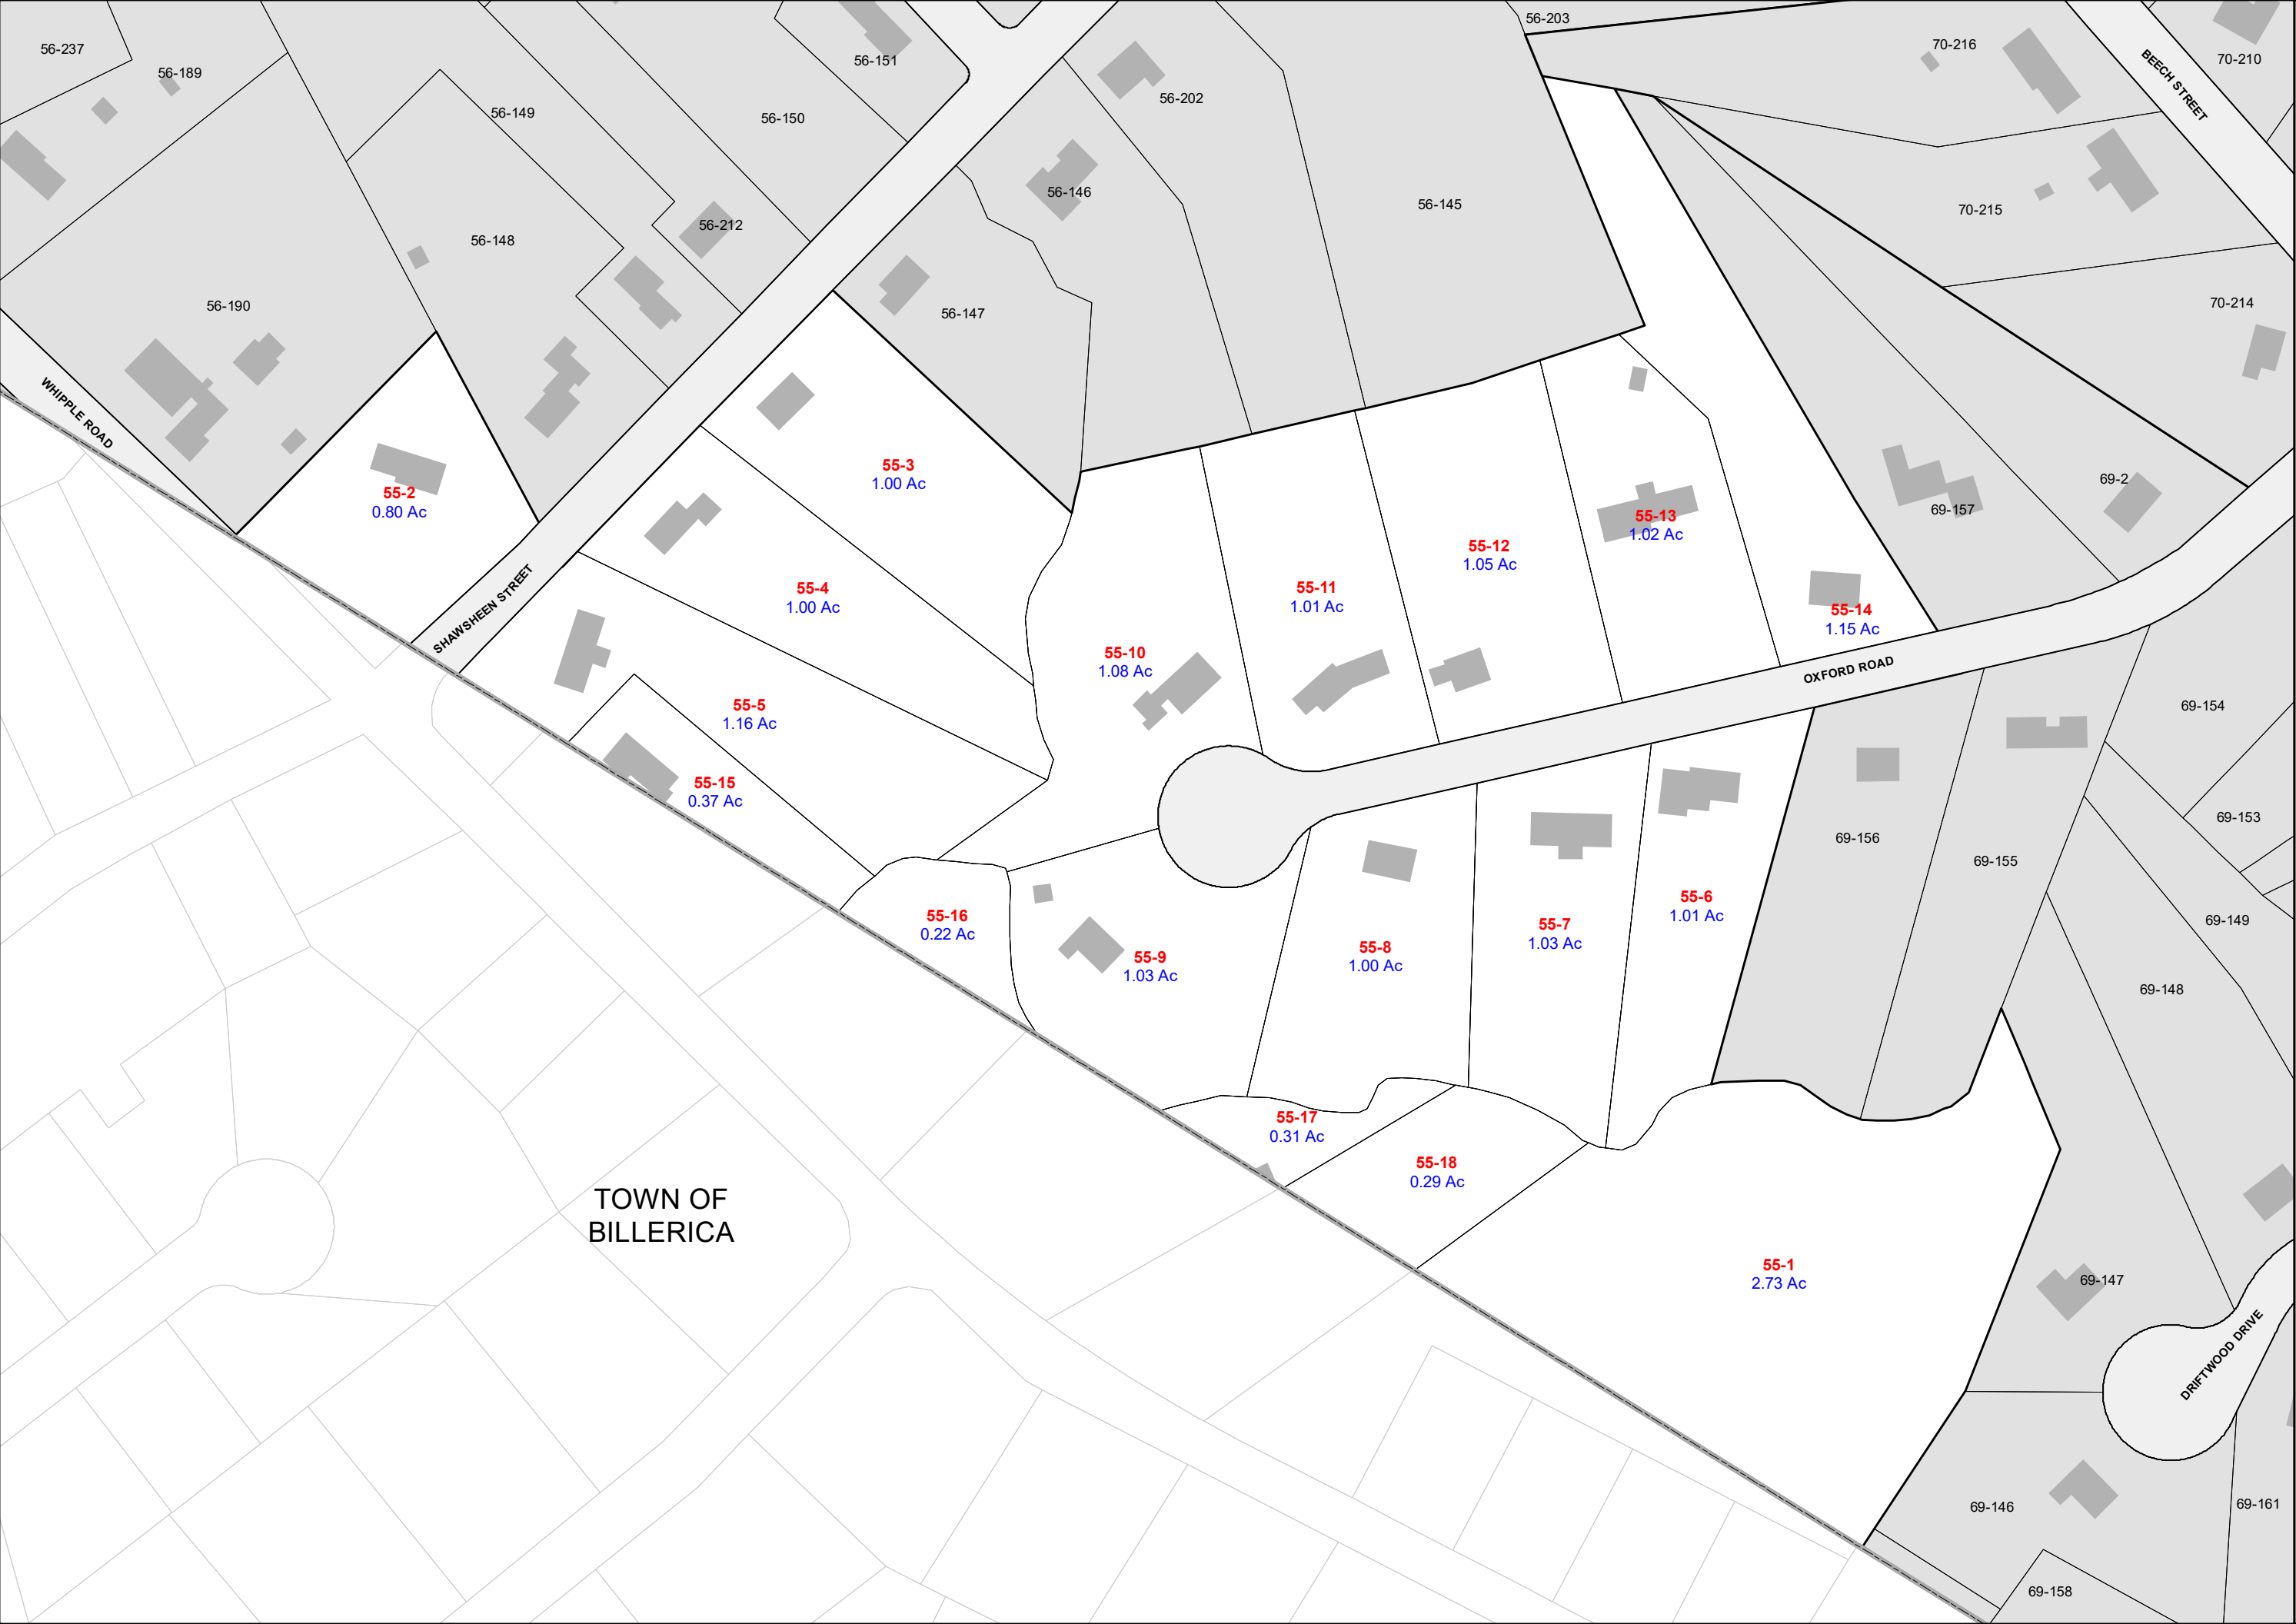 56-203
56-237
70-216
70-210
56-151
56-189
BEECH STREET
56-202
56-149
56-150
56-146
56-145
70-215
56-212
56-148
70-214
56-190
56-147
WHIPPLE ROAD
55-3
1.00 Ac
69-2
55-2
0.80 Ac
69-157
55-13
1.02 Ac
55-12
1.05 Ac
55-4
1.00 Ac
55-11
1.01 Ac
SHAWSHEEN STREET
55-14
1.15 Ac
55-10
1.08 Ac
OXFORD ROAD
55-5
1.16 Ac
69-154
55-15
0.37 Ac
69-153
69-156
69-155
55-6
1.01 Ac
55-16
0.22 Ac
69-149
55-7
1.03 Ac
55-8
1.00 Ac
55-9
1.03 Ac
69-148
55-17
0.31 Ac
55-18
0.29 Ac
TOWN OF
BILLERICA
55-1
2.73 Ac
69-147
DRIFTWOOD DRIVE
69-146
69-161
69-158